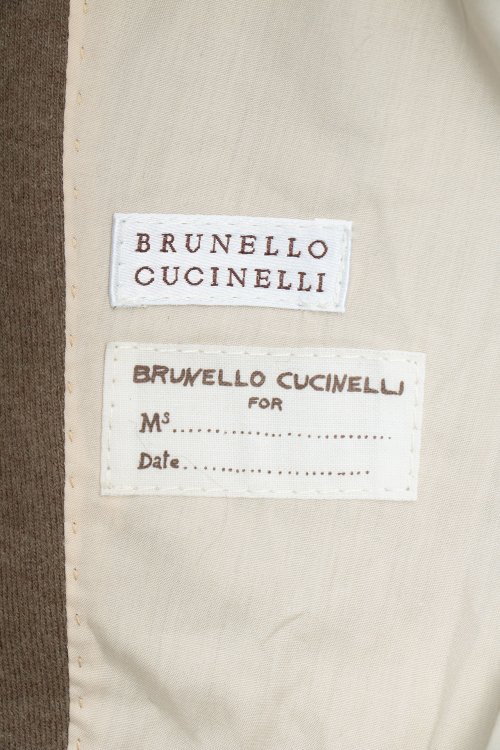 BRUNELLO
CUCINELLI
BRUNELLO CUCINELLI
FOR
Ms..............................
Date..........................